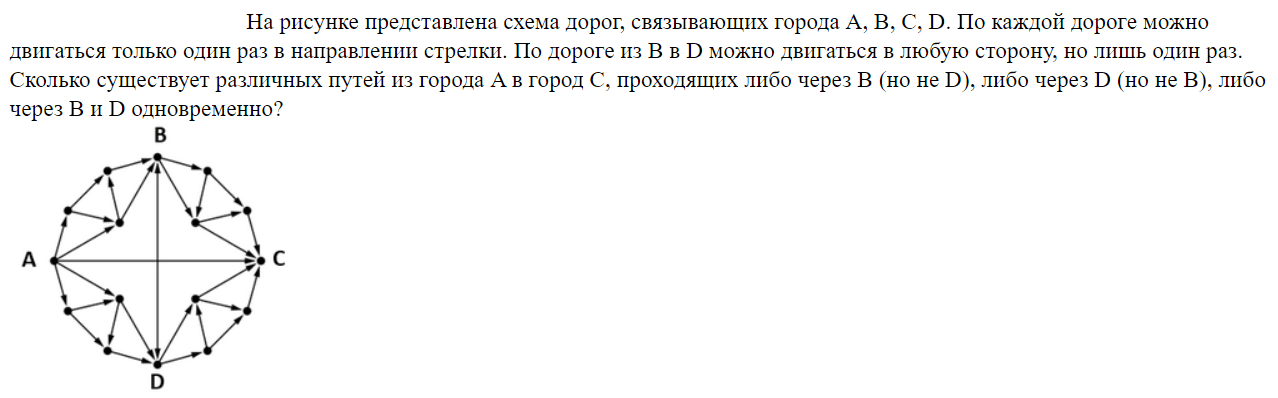 На рисунке представлена схема дорог, связывающих города A, B, C, D. По каждой дороге можно
двигаться только один раз в направлении стрелки. По дороге из B в D можно двигаться в любую сторону, но лишь один раз.
Сколько существует различных путей из города A в город C, проходящих либо через B (но не D), либо через D (но не B), либо
через B и D одновременно?
B
A
C
D